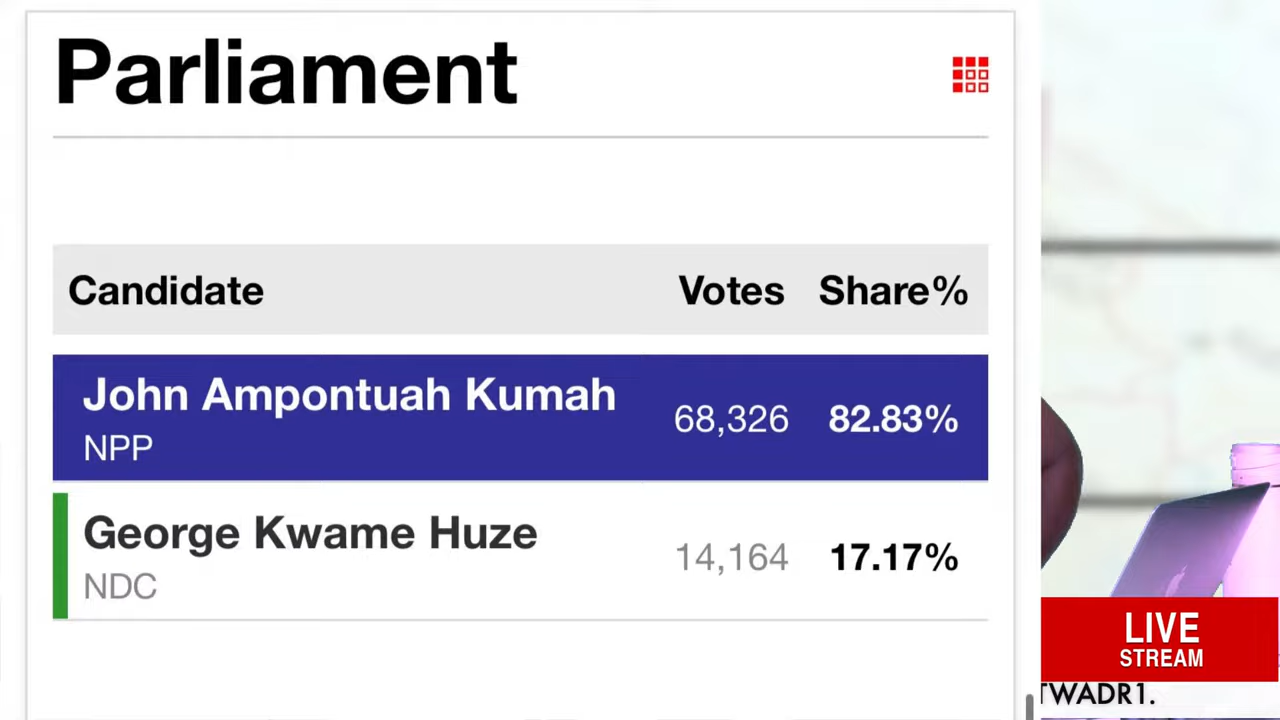 Parliament
Candidate Votes Share%
John Ampontuah Kumah 68,326 82.83%
NPP
George Kwame Huze 14,164 17.17%
NDC
LIVE
STREAM
TWADR1.